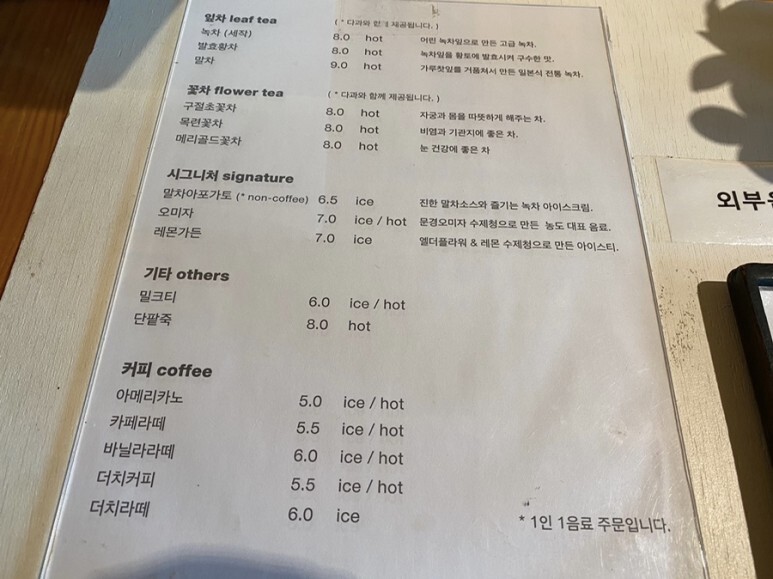 잎차 leaf tea ( * 다과와 함께 제공됩니다. )
녹차 (세작) 8.0 hot 어린 녹차잎으로 만든 고급 녹차.
발효황차 8.0 hot 녹차잎을 황토에 발효시켜 구수한 맛.
말차 9.0 hot 가루찻잎를 거품쳐서 만든 일본식 전통 녹차.
꽃차 flower tea ( * 다과와 함께 제공됩니다. )
구절초꽃차 8.0 hot 자궁과 몸을 따뜻하게 해주는 차.
목련꽃차 8.0 hot 비염과 기관지에 좋은 차.
메리골드꽃차 8.0 hot 눈 건강에 좋은 차
시그니처 signature
말차아포가토 (* non-coffee) 6.5 ice 진한 말차소스와 즐기는 녹차 아이스크림.
오미자 7.0 ice / hot 문경오미자 수제청으로 만든 농도 대표 음료.
레몬가든 7.0 ice 엘더플라워 & 레몬 수제청으로 만든 아이스티.
기타 others
밀크티 6.0 ice / hot
단팥죽 8.0 hot
커피 coffee
아메리카노 5.0 ice / hot
카페라떼 5.5 ice / hot
바닐라라떼 6.0 ice / hot
더치커피 5.5 ice / hot
더치라떼 6.0 ice
* 1인 1음료 주문입니다.
외부